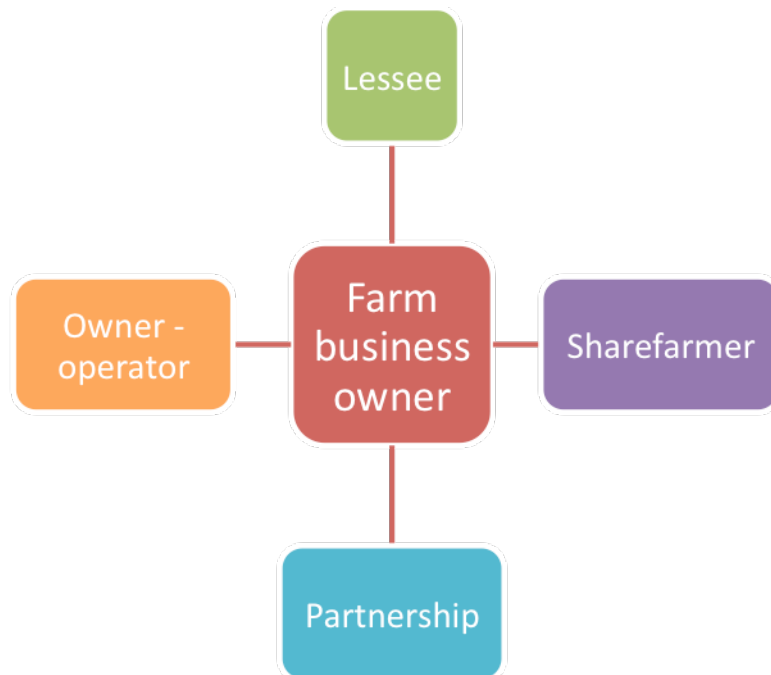 Lessee
Owner -
operator
Farm
business
owner
Sharefarmer
Partnership